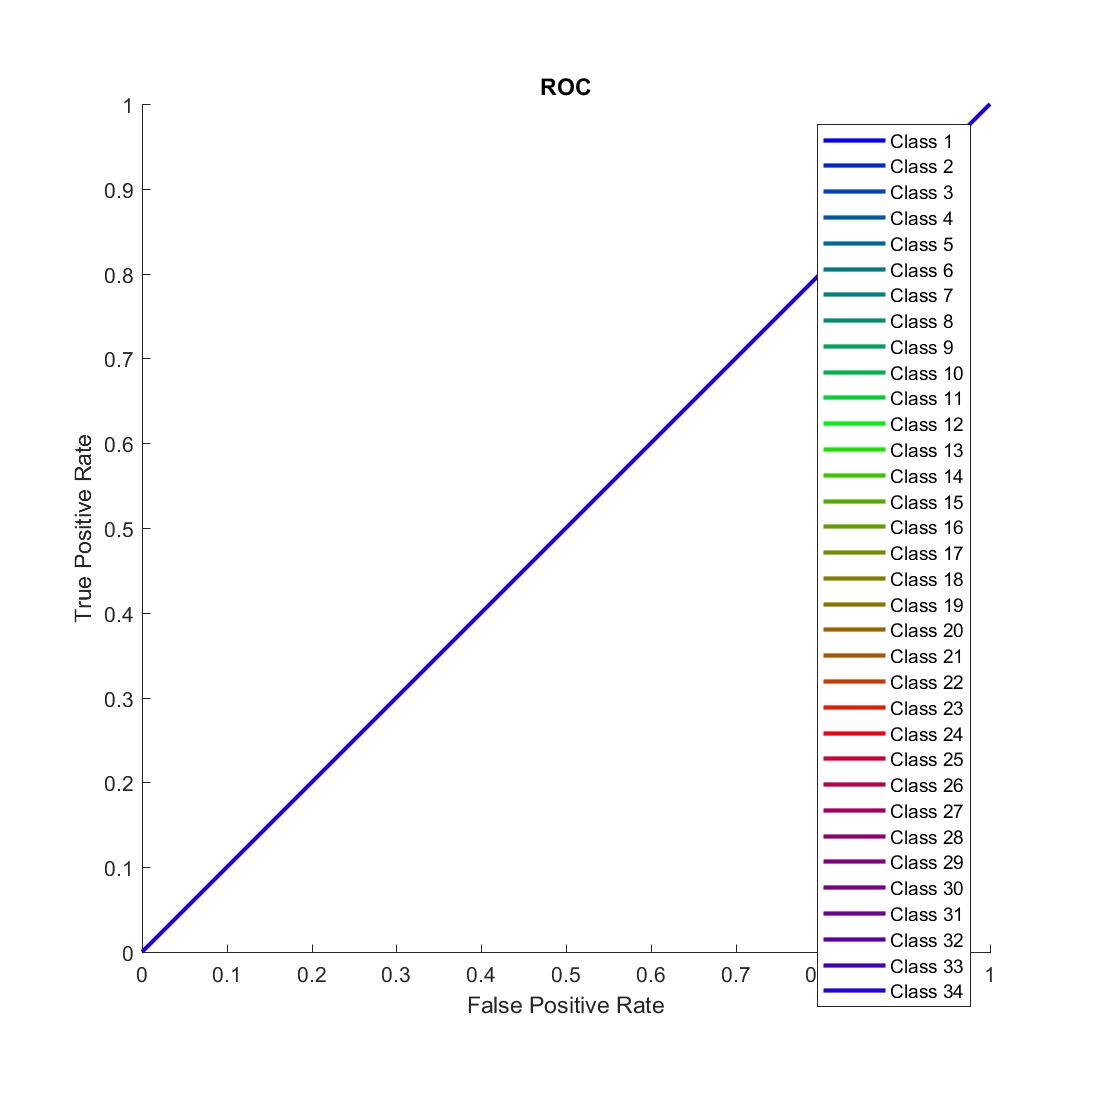 ROC
1
0.9
0.8
0.7
0.6
0.5
0.4
0.3
0.2
0.1
0
True Positive Rate
Class 1
Class 2
Class 3
Class 4
Class 5
Class 6
Class 7
Class 8
Class 9
Class 10
Class 11
Class 12
Class 13
Class 14
Class 15
Class 16
Class 17
Class 18
Class 19
Class 20
Class 21
Class 22
Class 23
Class 24
Class 25
Class 26
Class 27
Class 28
Class 29
Class 30
Class 31
Class 32
Class 33
Class 34
0 0.1 0.2 0.3 0.4 0.5 0.6 0.7 1
False Positive Rate